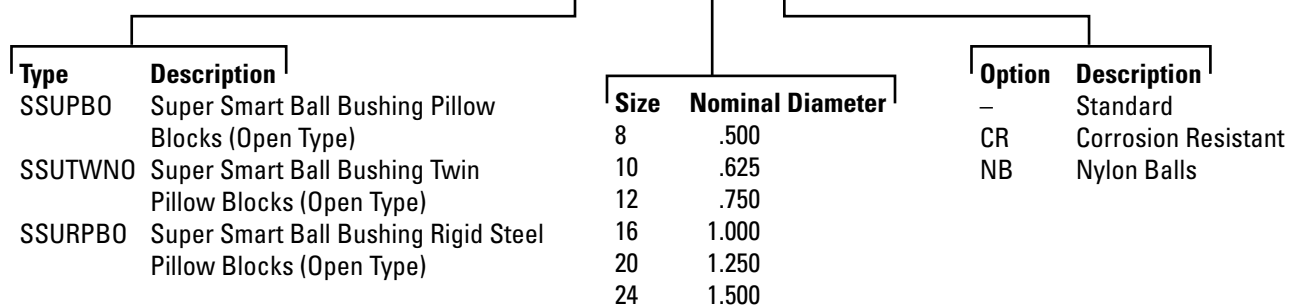 Type Description
SSUPBO Super Smart Ball Bushing Pillow
Blocks (Open Type)
SSUTWNO Super Smart Ball Bushing Twin
Pillow Blocks (Open Type)
SSURPBO Super Smart Ball Bushing Rigid Steel
Pillow Blocks (Open Type)
Size Nominal Diameter
8 .500
10 .625
12 .750
16 1.000
20 1.250
24 1.500
Option Description
– Standard
CR Corrosion Resistant
NB Nylon Balls